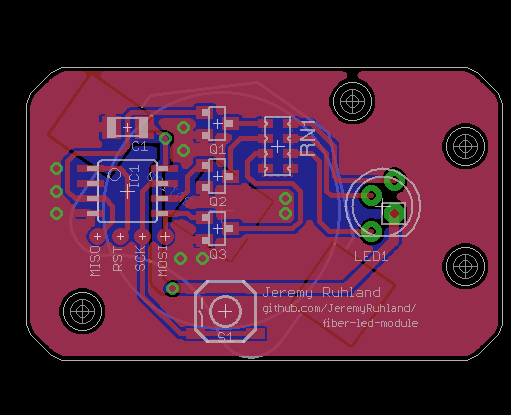 C1
IC1
Q1
RN1
Q2
Q3
MISO
RST
SCK
MOSI
LED1
S1
Jeremy Ruhland
github.com/JeremyRuhland/
fiber-led-module